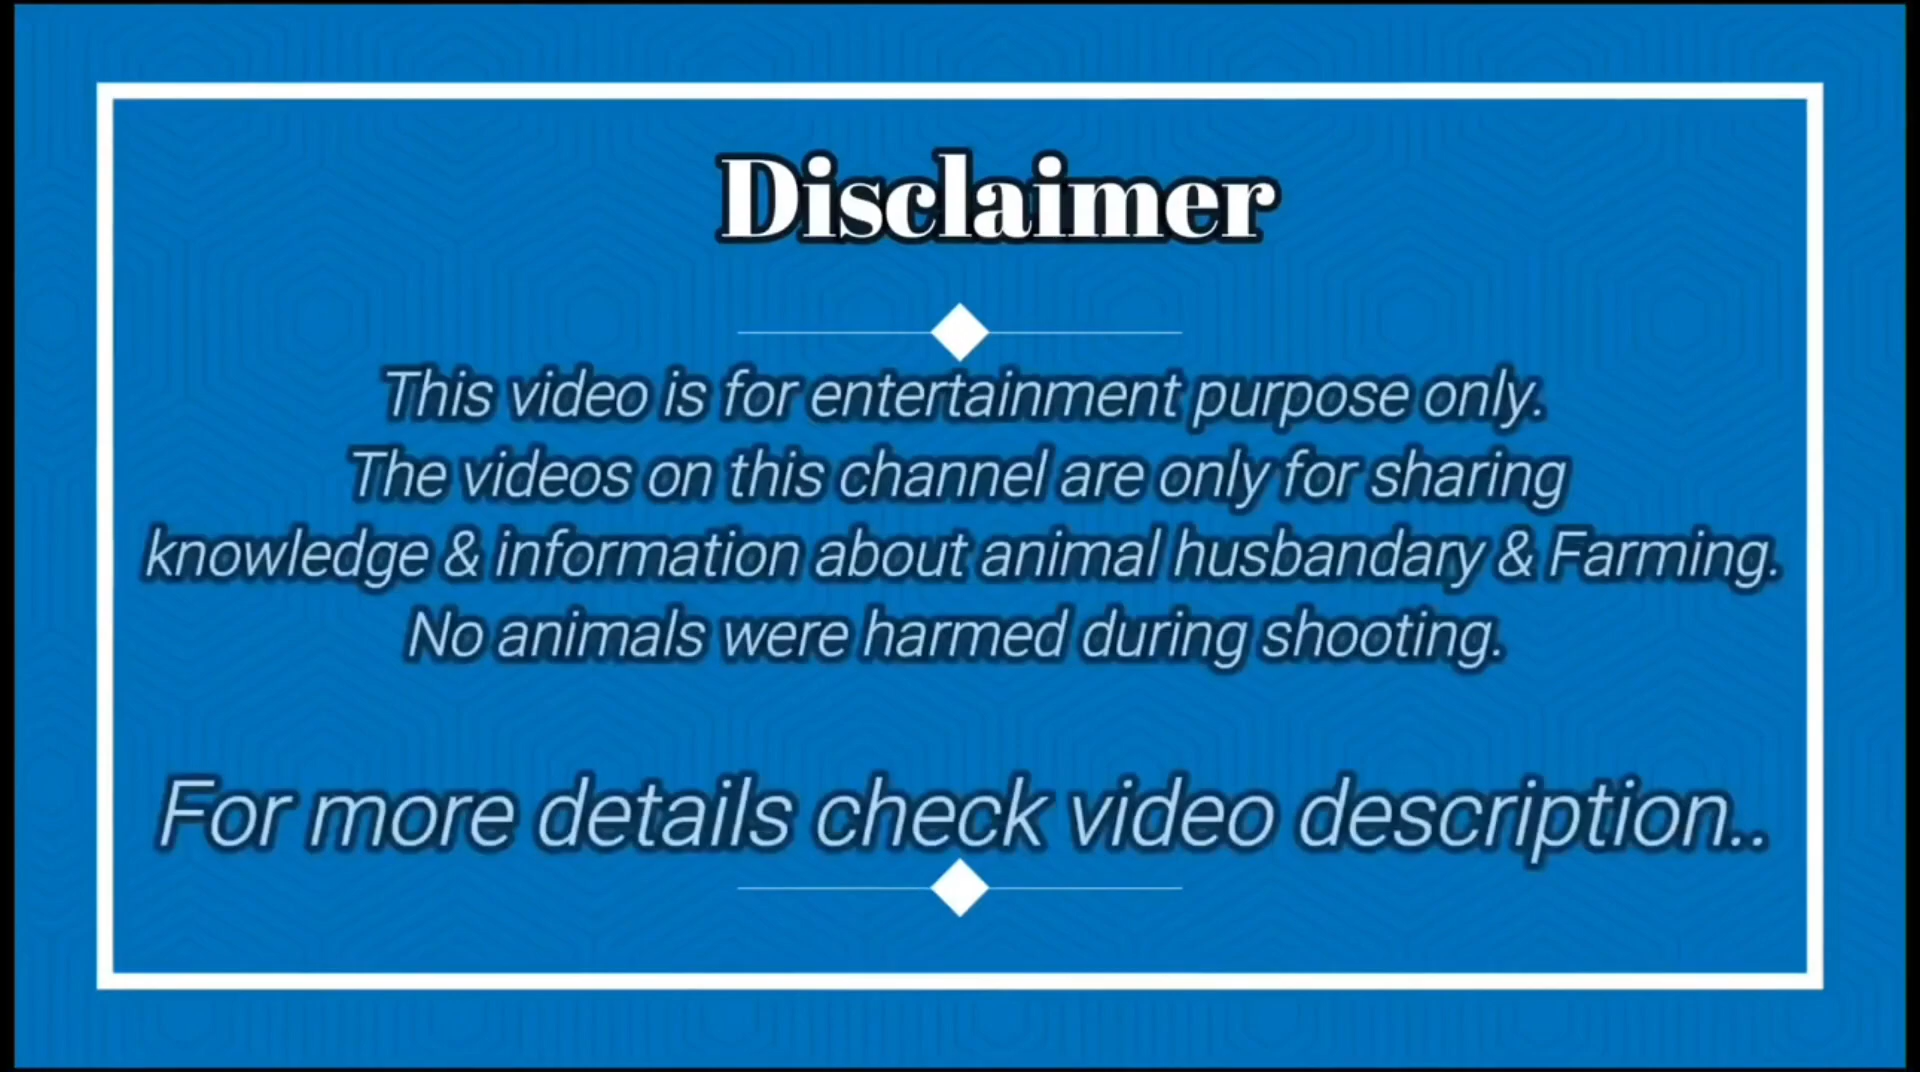 Disclaimer
This video is for entertainment purpose only.
The videos on this channel are only for sharing
knowledge & information about animal husbandary & Farming.
No animals were harmed during shooting.
For more details check video description..